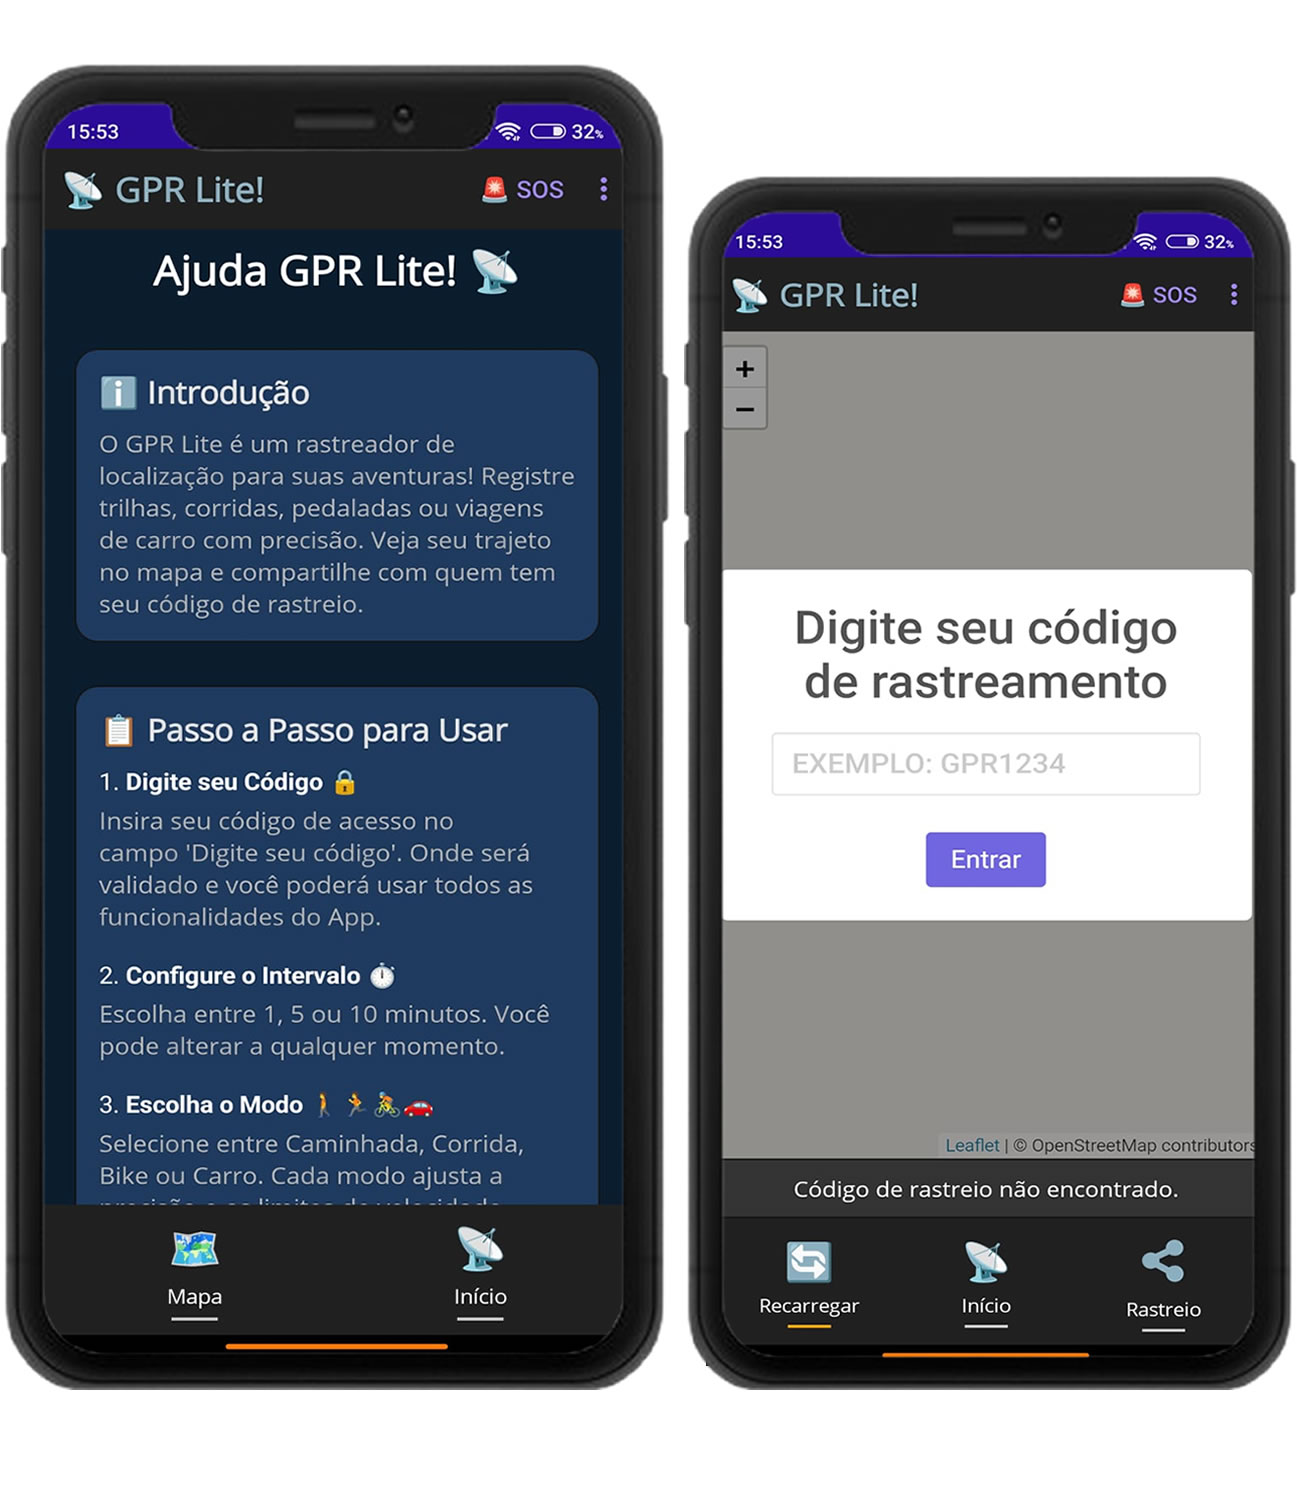 15:53
32%
GPR Lite!
SOS
Ajuda GPR Lite!
Introdução
O GPR Lite é um rastreador de
localização para suas aventuras! Registre
trilhas, corridas, pedaladas ou viagens
de carro com precisão. Veja seu trajeto
no mapa e compartilhe com quem tem
seu código de rastreio.
Passo a Passo para Usar
1. Digite seu Código
Insira seu código de acesso no
campo 'Digite seu código'. Onde será
validado e você poderá usar todos as
funcionalidades do App.
2. Configure o Intervalo
Escolha entre 1, 5 ou 10 minutos. Você
pode alterar a qualquer momento.
3. Escolha o Modo
Selecione entre Caminhada, Corrida,
Bike ou Carro. Cada modo ajusta a
precisão e os limites de velocidade
Mapa
Início
15:53
32%
GPR Lite!
SOS
+
−
Digite seu código
de rastreamento
EXEMPLO: GPR1234
Entrar
Leaflet | © OpenStreetMap contributors
Código de rastreio não encontrado.
Recarregar
Início
Rastreio